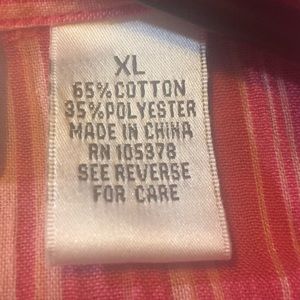 XL
65% COTTON
35% POLYESTER
MADE IN CHINA
RN 105378
SEE REVERSE
FOR CARE